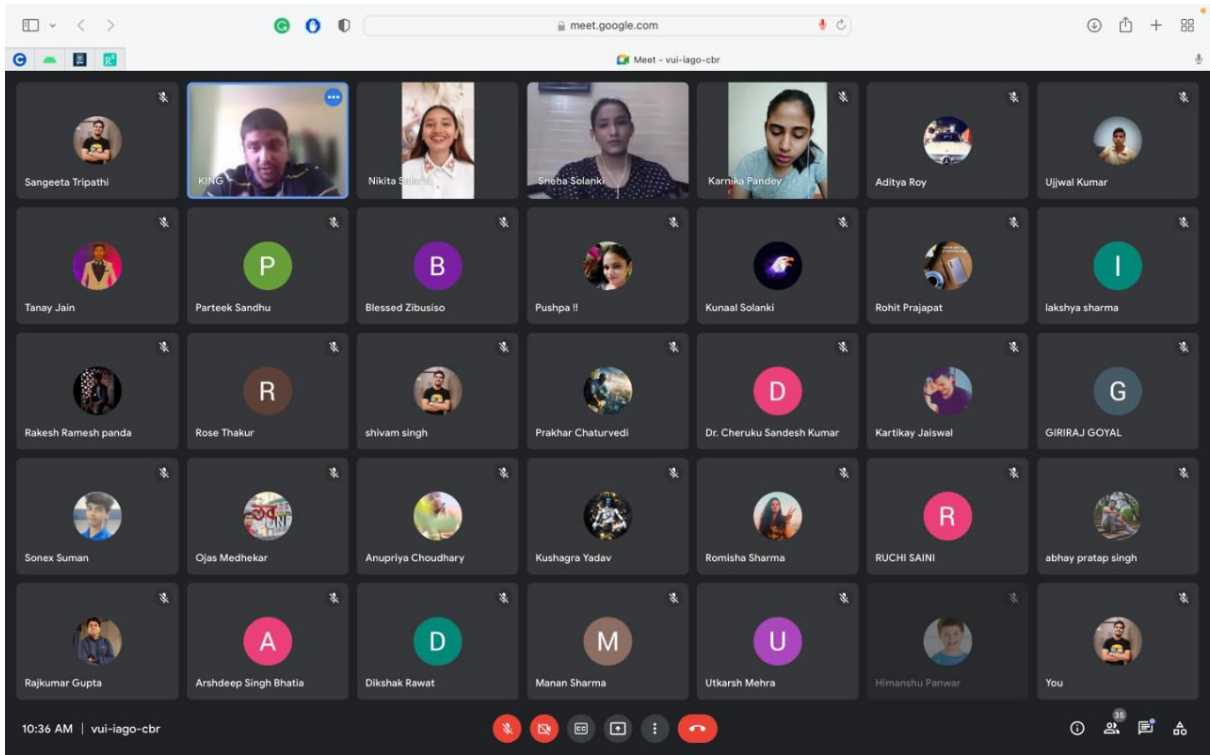 meet.google.com
Meet - vui-iago-cbr
Sangeeta Tripathi
KING
Nikita
Sneha Solanki
Karnika Pandey
Aditya Roy
Ujjwal Kumar
Tanay Jain
P
Parteek Sandhu
B
Blessed Zibusiso
Pushpa !!
Kunaal Solanki
Rohit Prajapat
l
lakshya sharma
Rakesh Ramesh panda
R
Rose Thakur
shivam singh
Prakhar Chaturvedi
D
Dr. Cheruku Sandesh Kumar
Kartikay Jaiswal
G
GIRIRAJ GOYAL
Sonex Suman
Ojas Medhekar
Anupriya Choudhary
Kushagra Yadav
Romisha Sharma
R
RUCHI SAINI
abhay pratap singh
Rajkumar Gupta
A
Arshdeep Singh Bhatia
D
Dikshak Rawat
M
Manan Sharma
U
Utkarsh Mehra
Himanshu Panwar
You
10:36 AM | vui-iago-cbr
CC
35